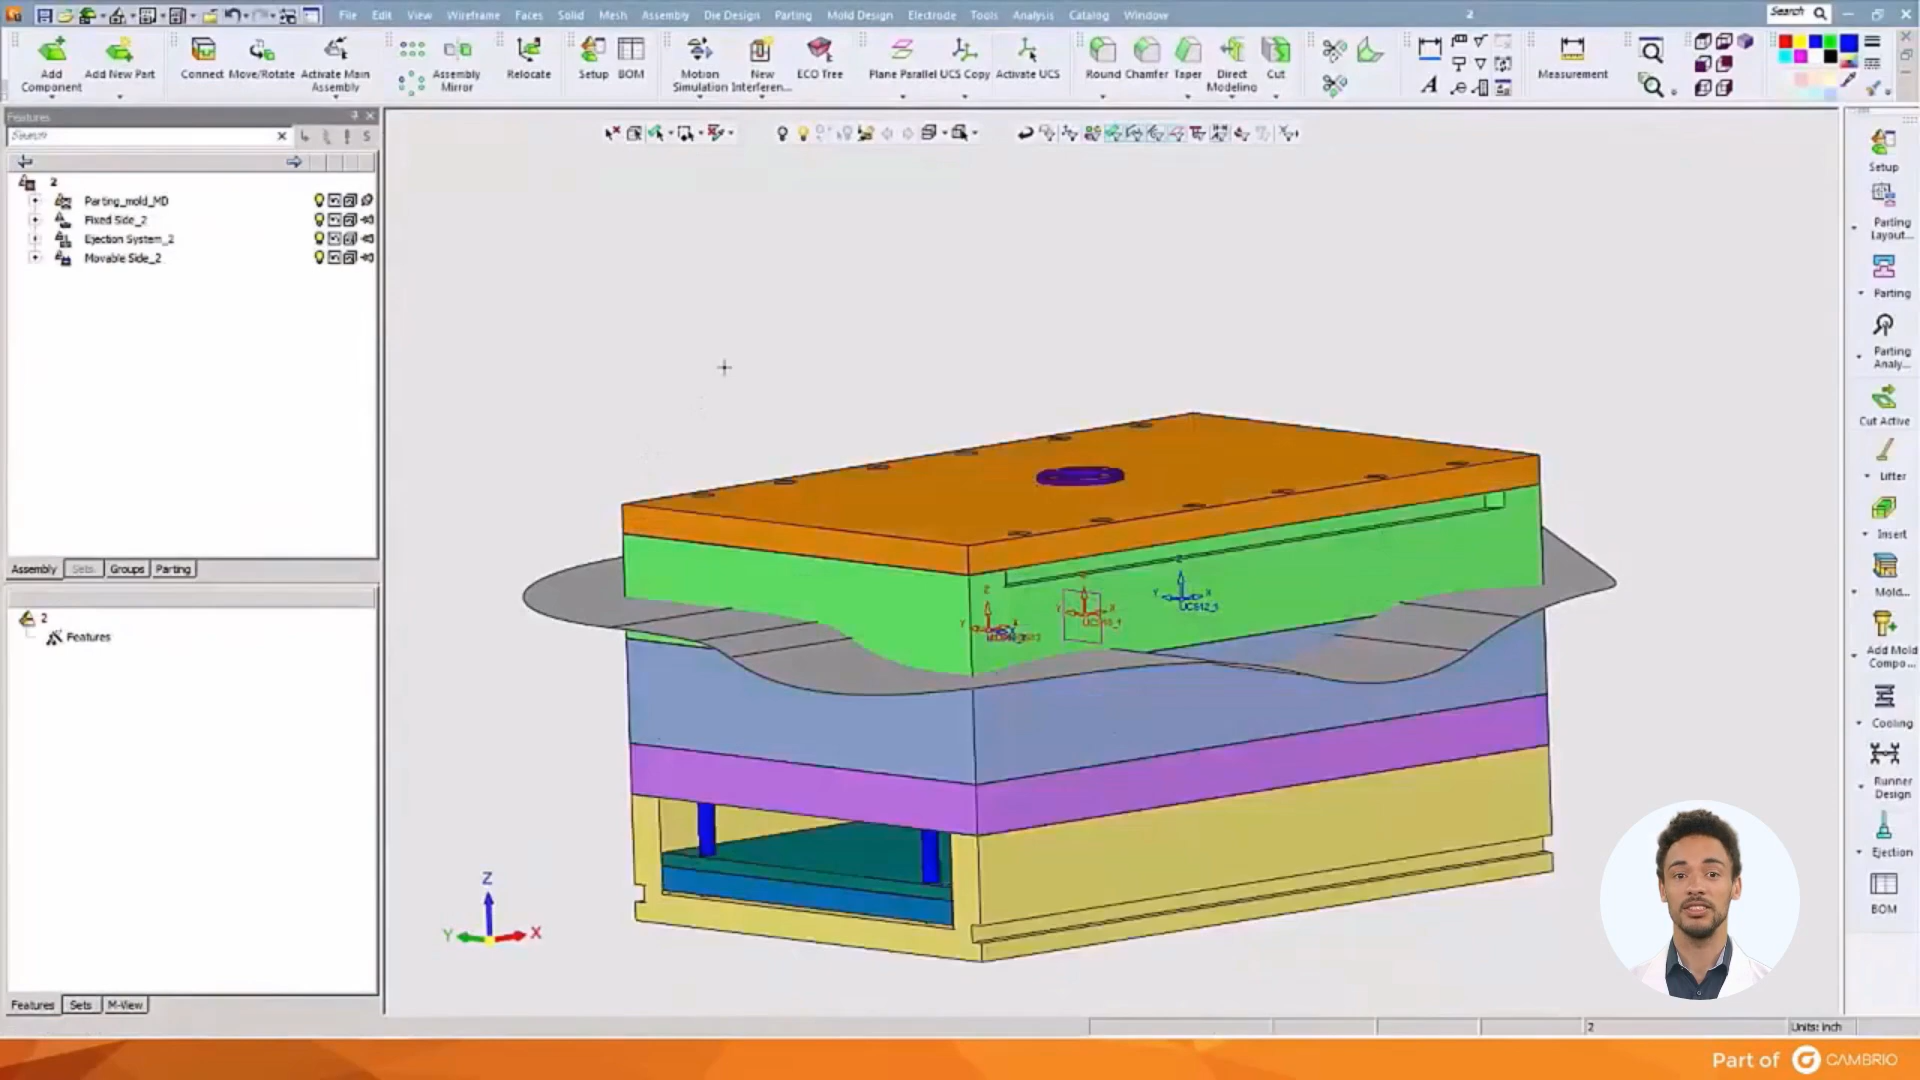 File Edit View Wireframe Faces Solid Mesh Assembly Die Design Parting Mold Design Electrode Tools Analysis Catalog Window 2 Search
Add Component
Add New Part
Connect
Move/Rotate
Activate Main Assembly
Assembly Mirror
Relocate
Setup
BOM
Motion Simulation
New Interferen...
ECO Tree
Plane Parallel
UCS Copy
Activate UCS
Round
Chamfer
Taper
Direct Modeling
Cut
A
Measurement
Features
Search
S
2
Parting_mold_MD
Fixed Side_2
Ejection System_2
Movable Side_2
Assembly Sets Groups Parting
2
Features
Features Sets M-View
Z
Y
X
Z
Y
X
Z
Y
X
UCS12_3
Setup
Parting Layout...
Parting
Parting Analy...
Cut Active
Lifter
Insert
Mold...
Add Mold Compo...
Cooling
Runner Design
Ejection
BOM
2
Units: Inch
Part of CAMBRIO